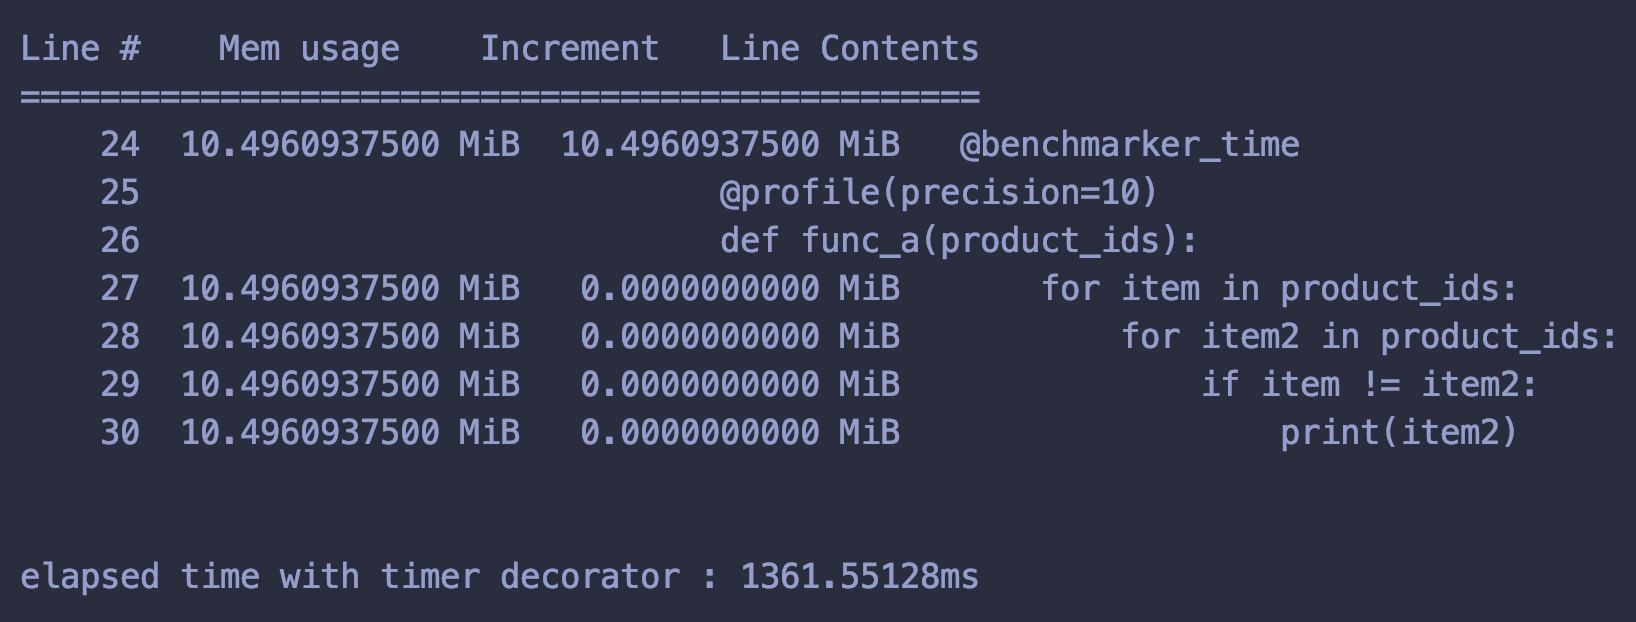 Line #    Mem usage    Increment   Line Contents
================================================
    24  10.4960937500 MiB  10.4960937500 MiB   @benchmarker_time
    25                             @profile(precision=10)
    26                             def func_a(product_ids):
    27  10.4960937500 MiB   0.0000000000 MiB       for item in product_ids:
    28  10.4960937500 MiB   0.0000000000 MiB           for item2 in product_ids:
    29  10.4960937500 MiB   0.0000000000 MiB               if item != item2:
    30  10.4960937500 MiB   0.0000000000 MiB                   print(item2)
elapsed time with timer decorator : 1361.55128ms